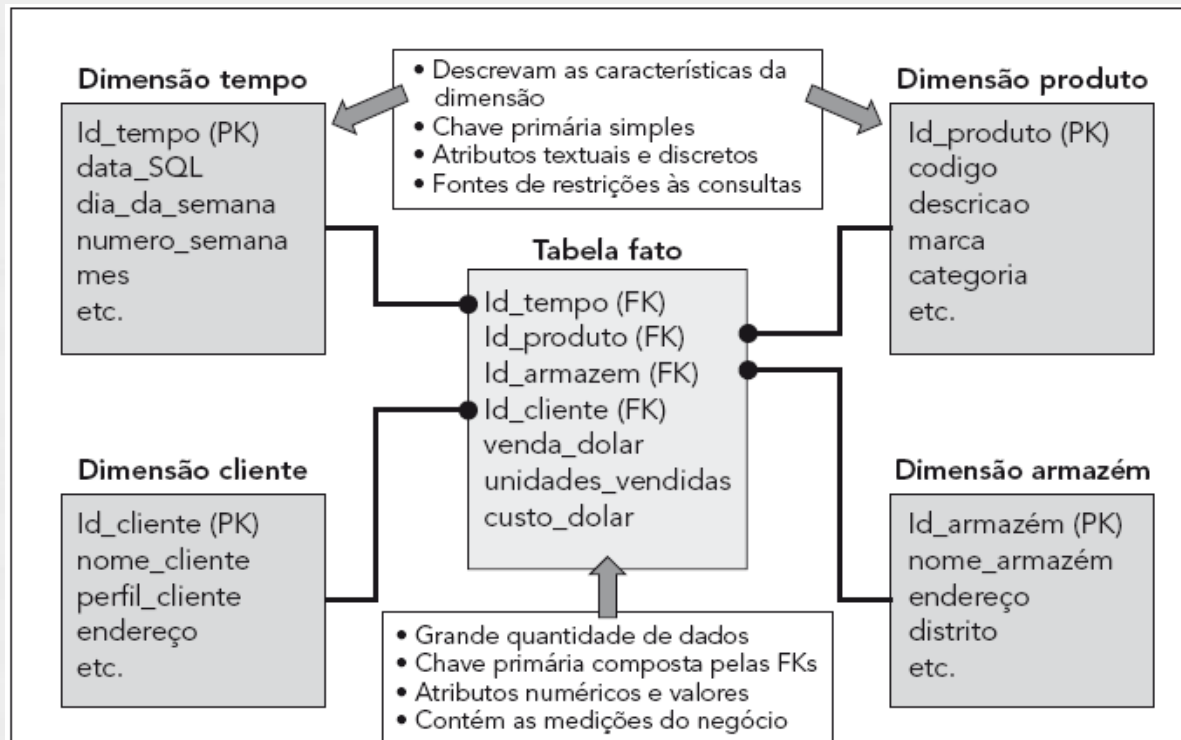 Dimensão tempo
Id_tempo (PK)
data_SQL
dia_da_semana
numero_semana
mes
etc.
• Descrevam as características da
dimensão
• Chave primária simples
• Atributos textuais e discretos
• Fontes de restrições às consultas
Dimensão produto
Id_produto (PK)
codigo
descricao
marca
categoria
etc.
Tabela fato
Id_tempo (FK)
Id_produto (FK)
Id_armazem (FK)
Id_cliente (FK)
venda_dolar
unidades_vendidas
custo_dolar
Dimensão cliente
Id_cliente (PK)
nome_cliente
perfil_cliente
endereço
etc.
Dimensão armazém
Id_armazém (PK)
nome_armazém
endereço
distrito
etc.
• Grande quantidade de dados
• Chave primária composta pelas FKs
• Atributos numéricos e valores
• Contém as medições do negócio